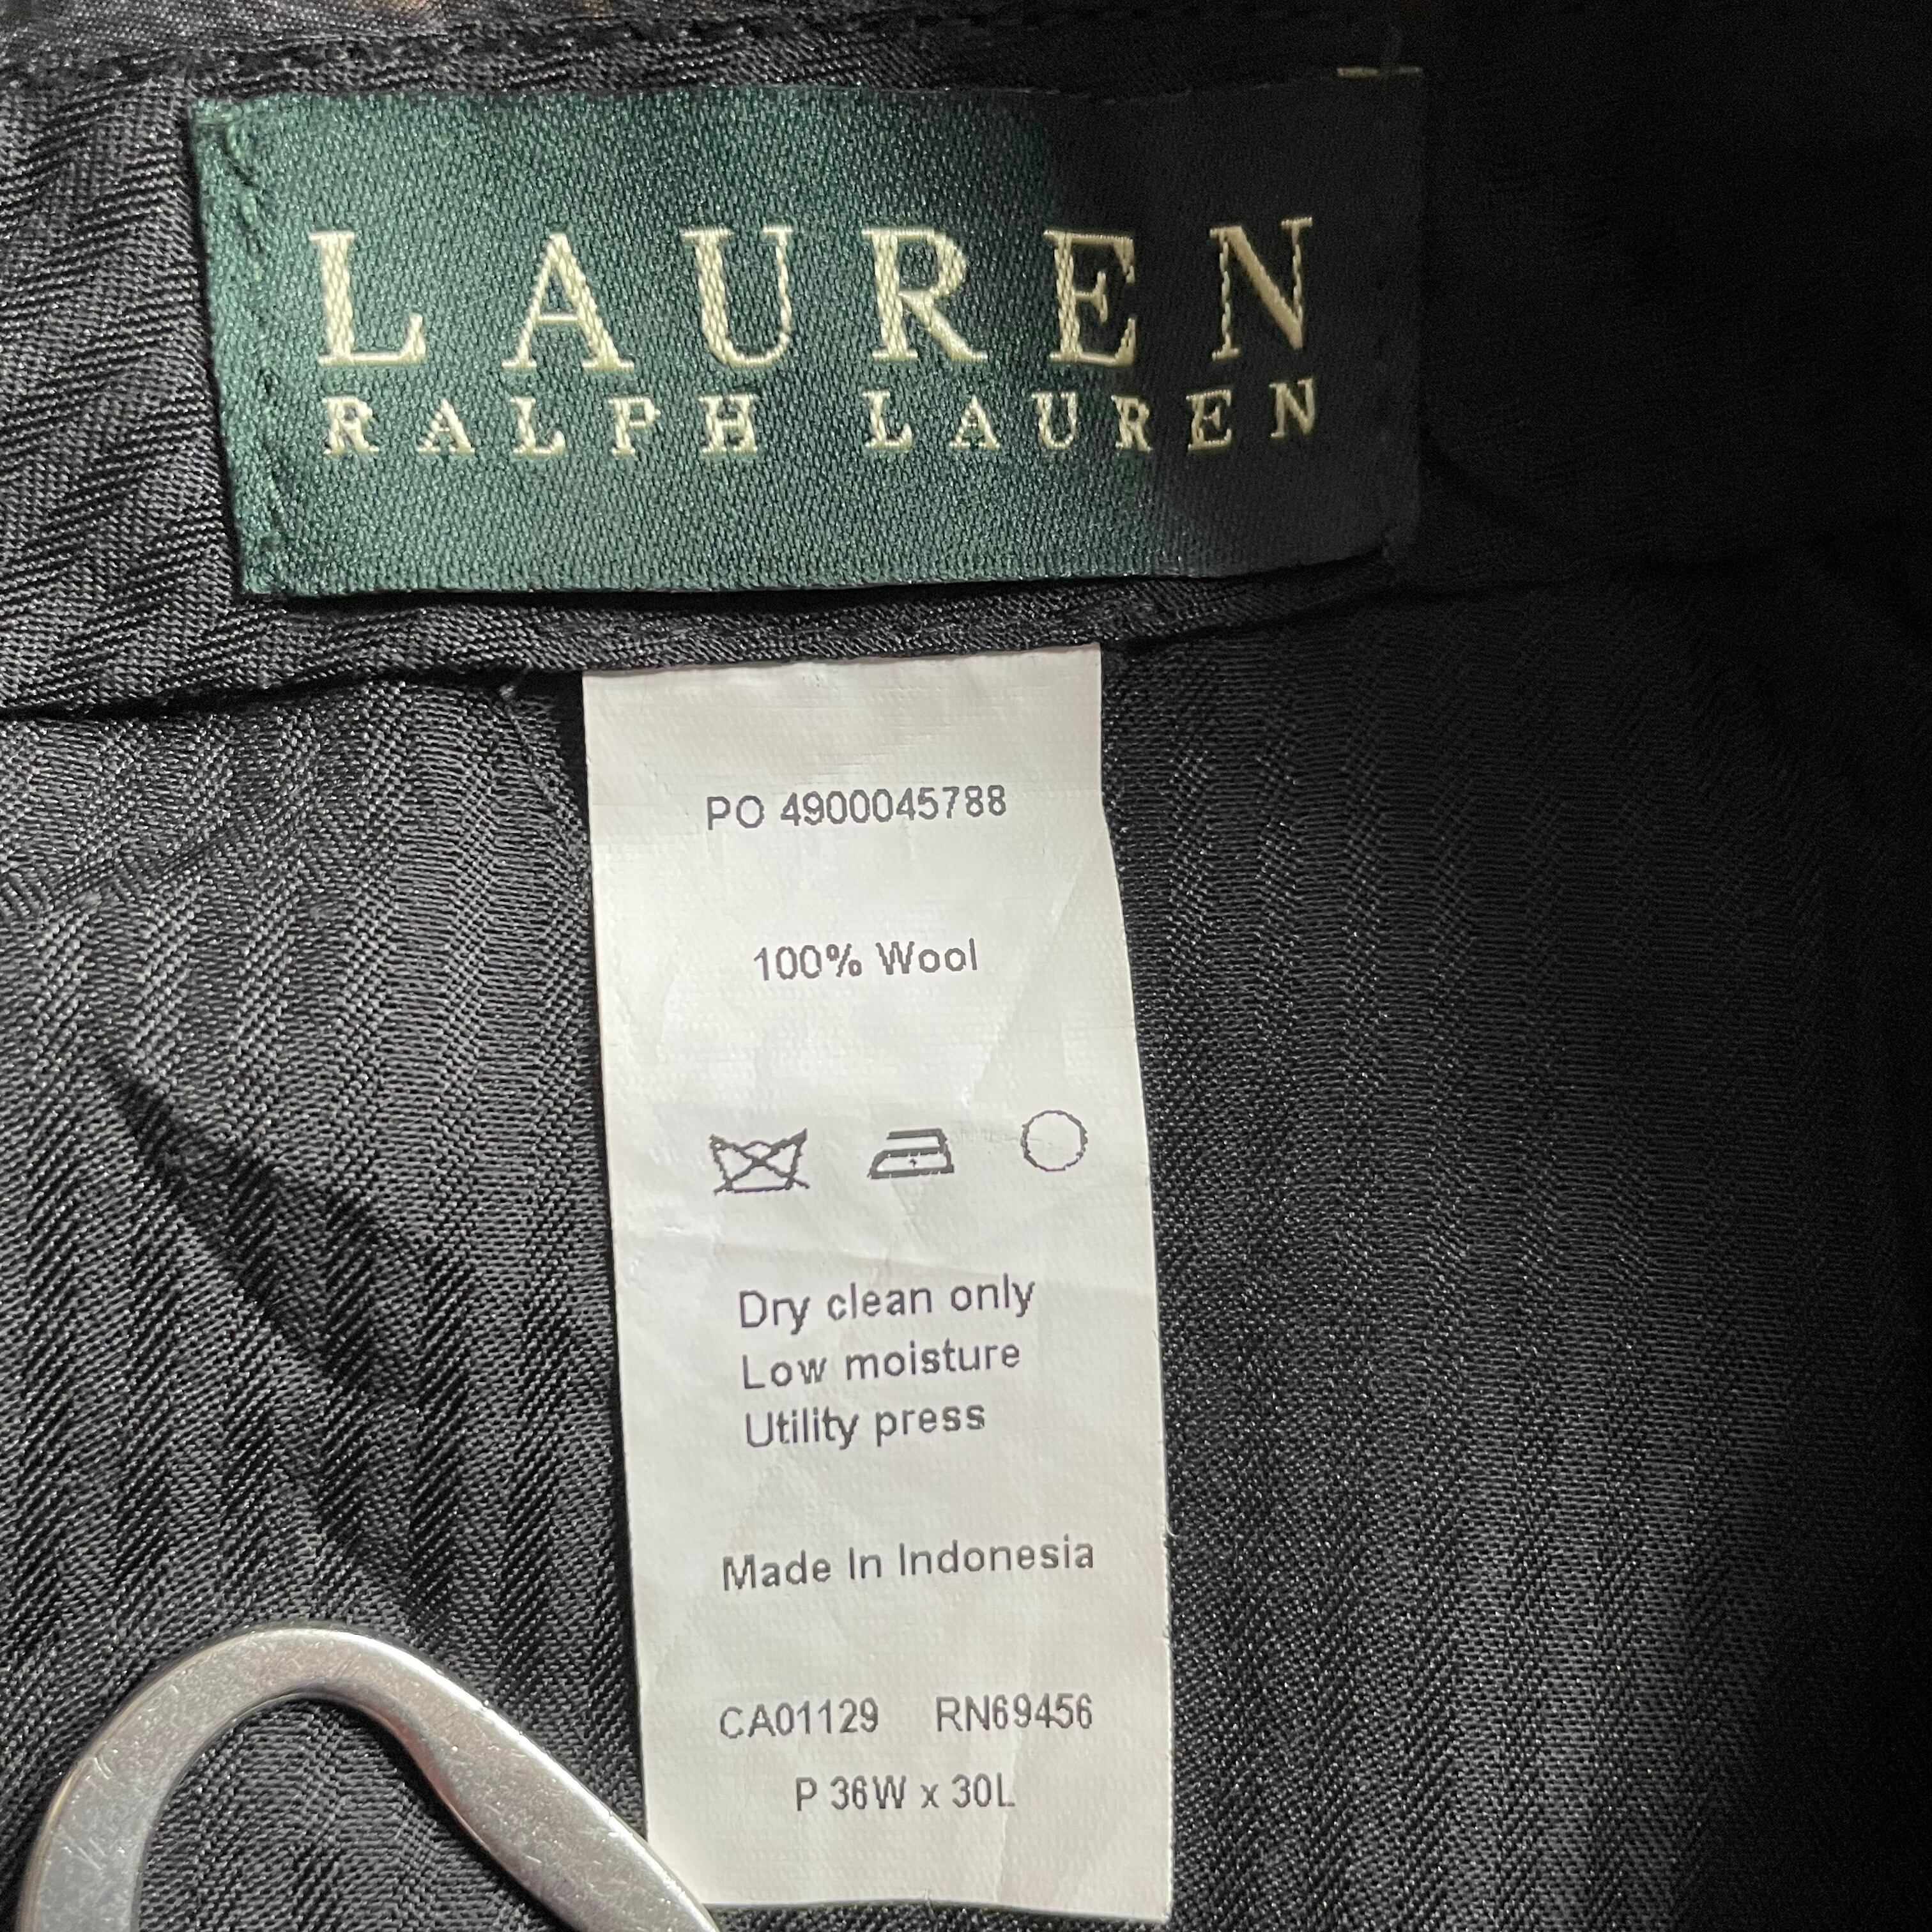 LAUREN
RALPH LAUREN
PO 4900045788
100% Wool
Dry clean only
Low moisture
Utility press
Made In Indonesia
CA01129 RN69456
P 36W x 30L